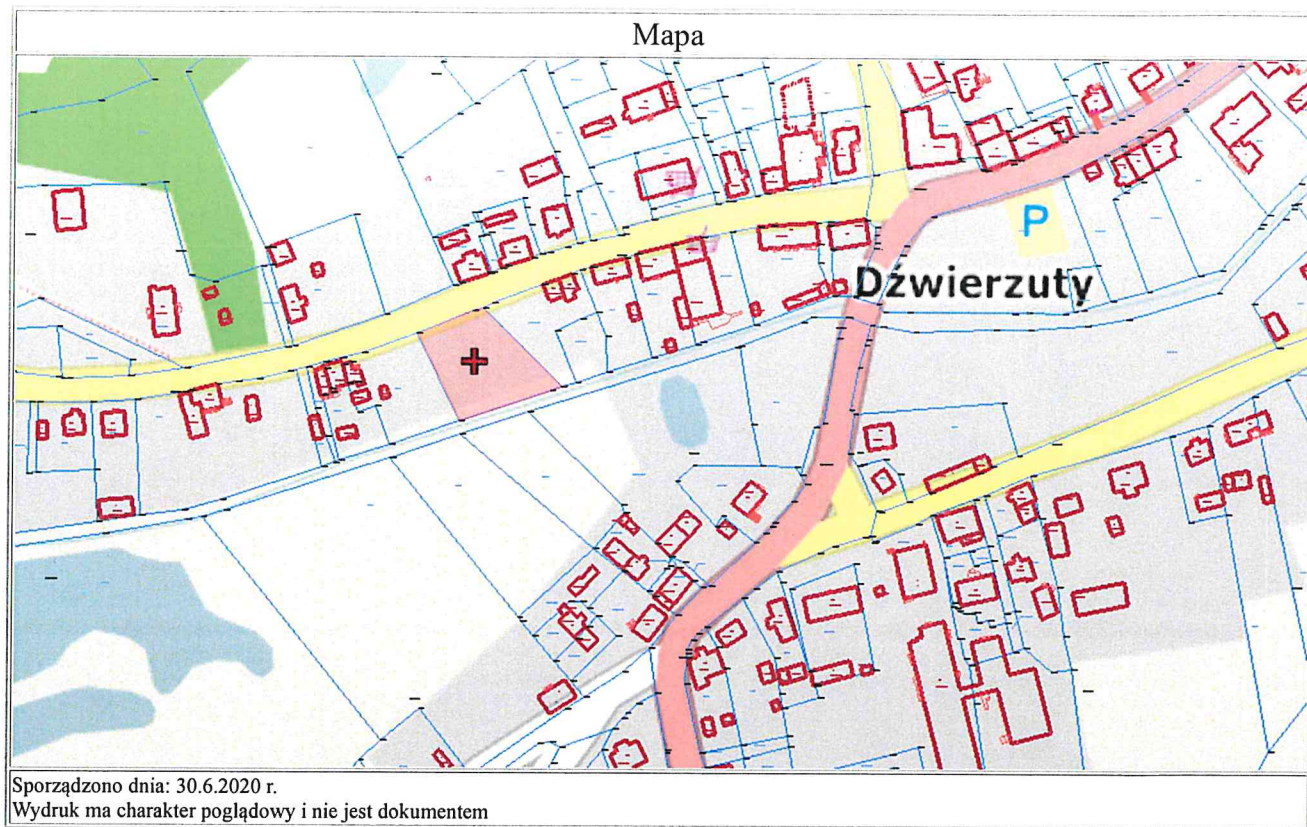 Mapa
P
Dźwierzuty
Sporządzono dnia: 30.6.2020 r.
Wydruk ma charakter poglądowy i nie jest dokumentem